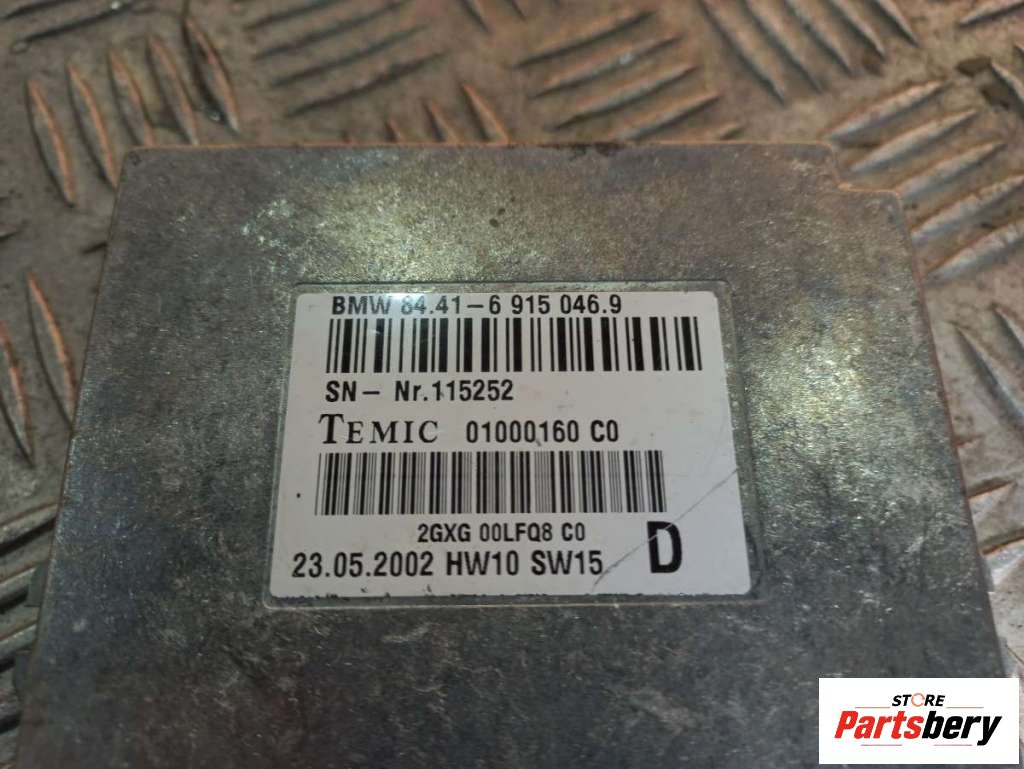 BMW 84.41-6 915 046.9
SN- Nr.115252
TEMIC 01000160 C0
2GXG 00LFQ8 C0
23.05.2002 HW10 SW15 D
STORE
Partsbery